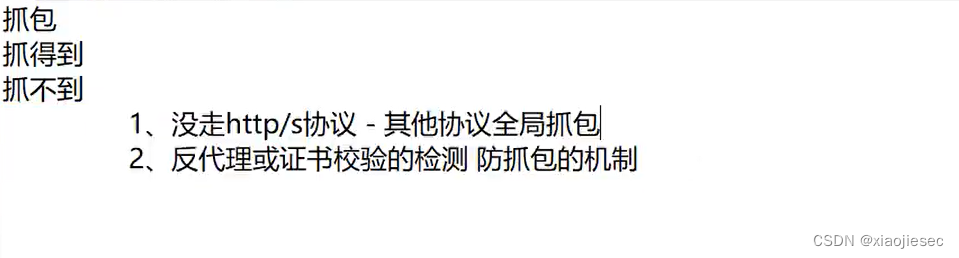 抓包
抓得到
抓不到
1、没走http/s协议 - 其他协议全局抓包
2、反代理或证书校验的检测 防抓包的机制
CSDN @xiaojiesec